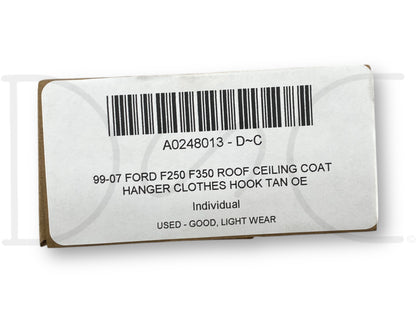 A0248013 - D~C
99-07 FORD F250 F350 ROOF CEILING COAT
HANGER CLOTHES HOOK TAN OE
Individual
USED - GOOD, LIGHT WEAR